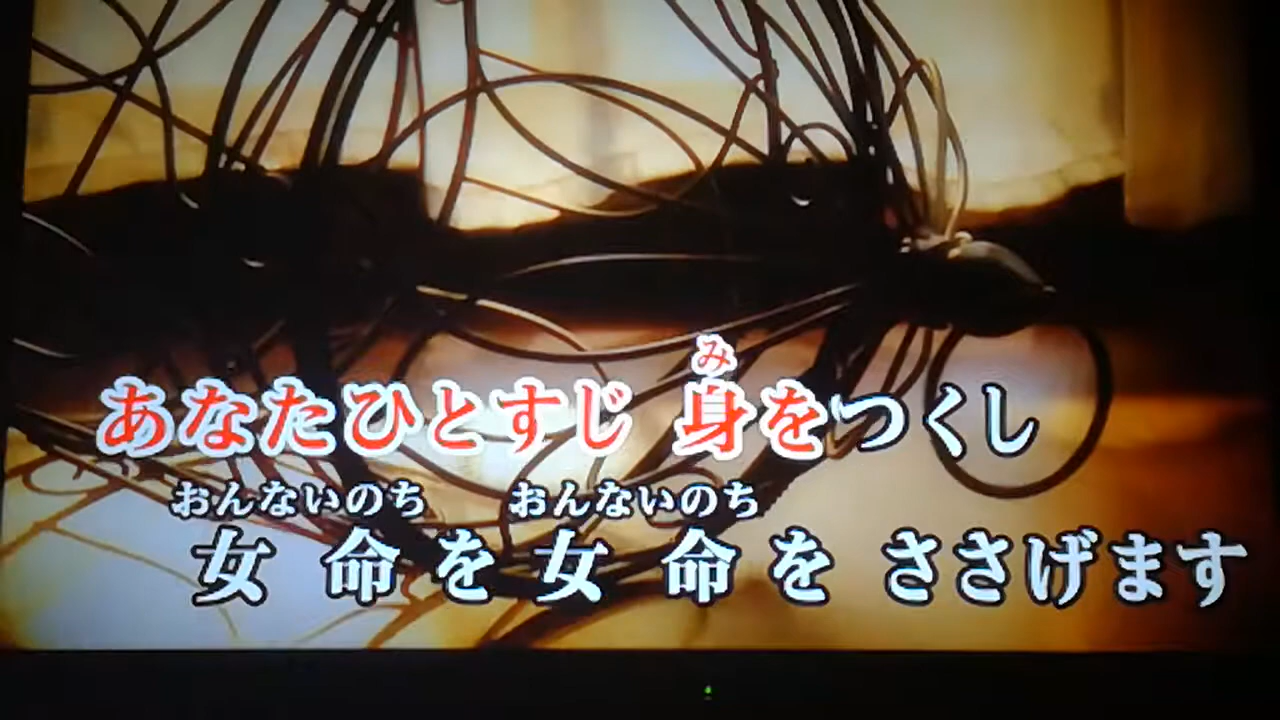 み
あなたひとすじ 身をつくし
おんないのち おんないのち
女 命を女 命を ささげます